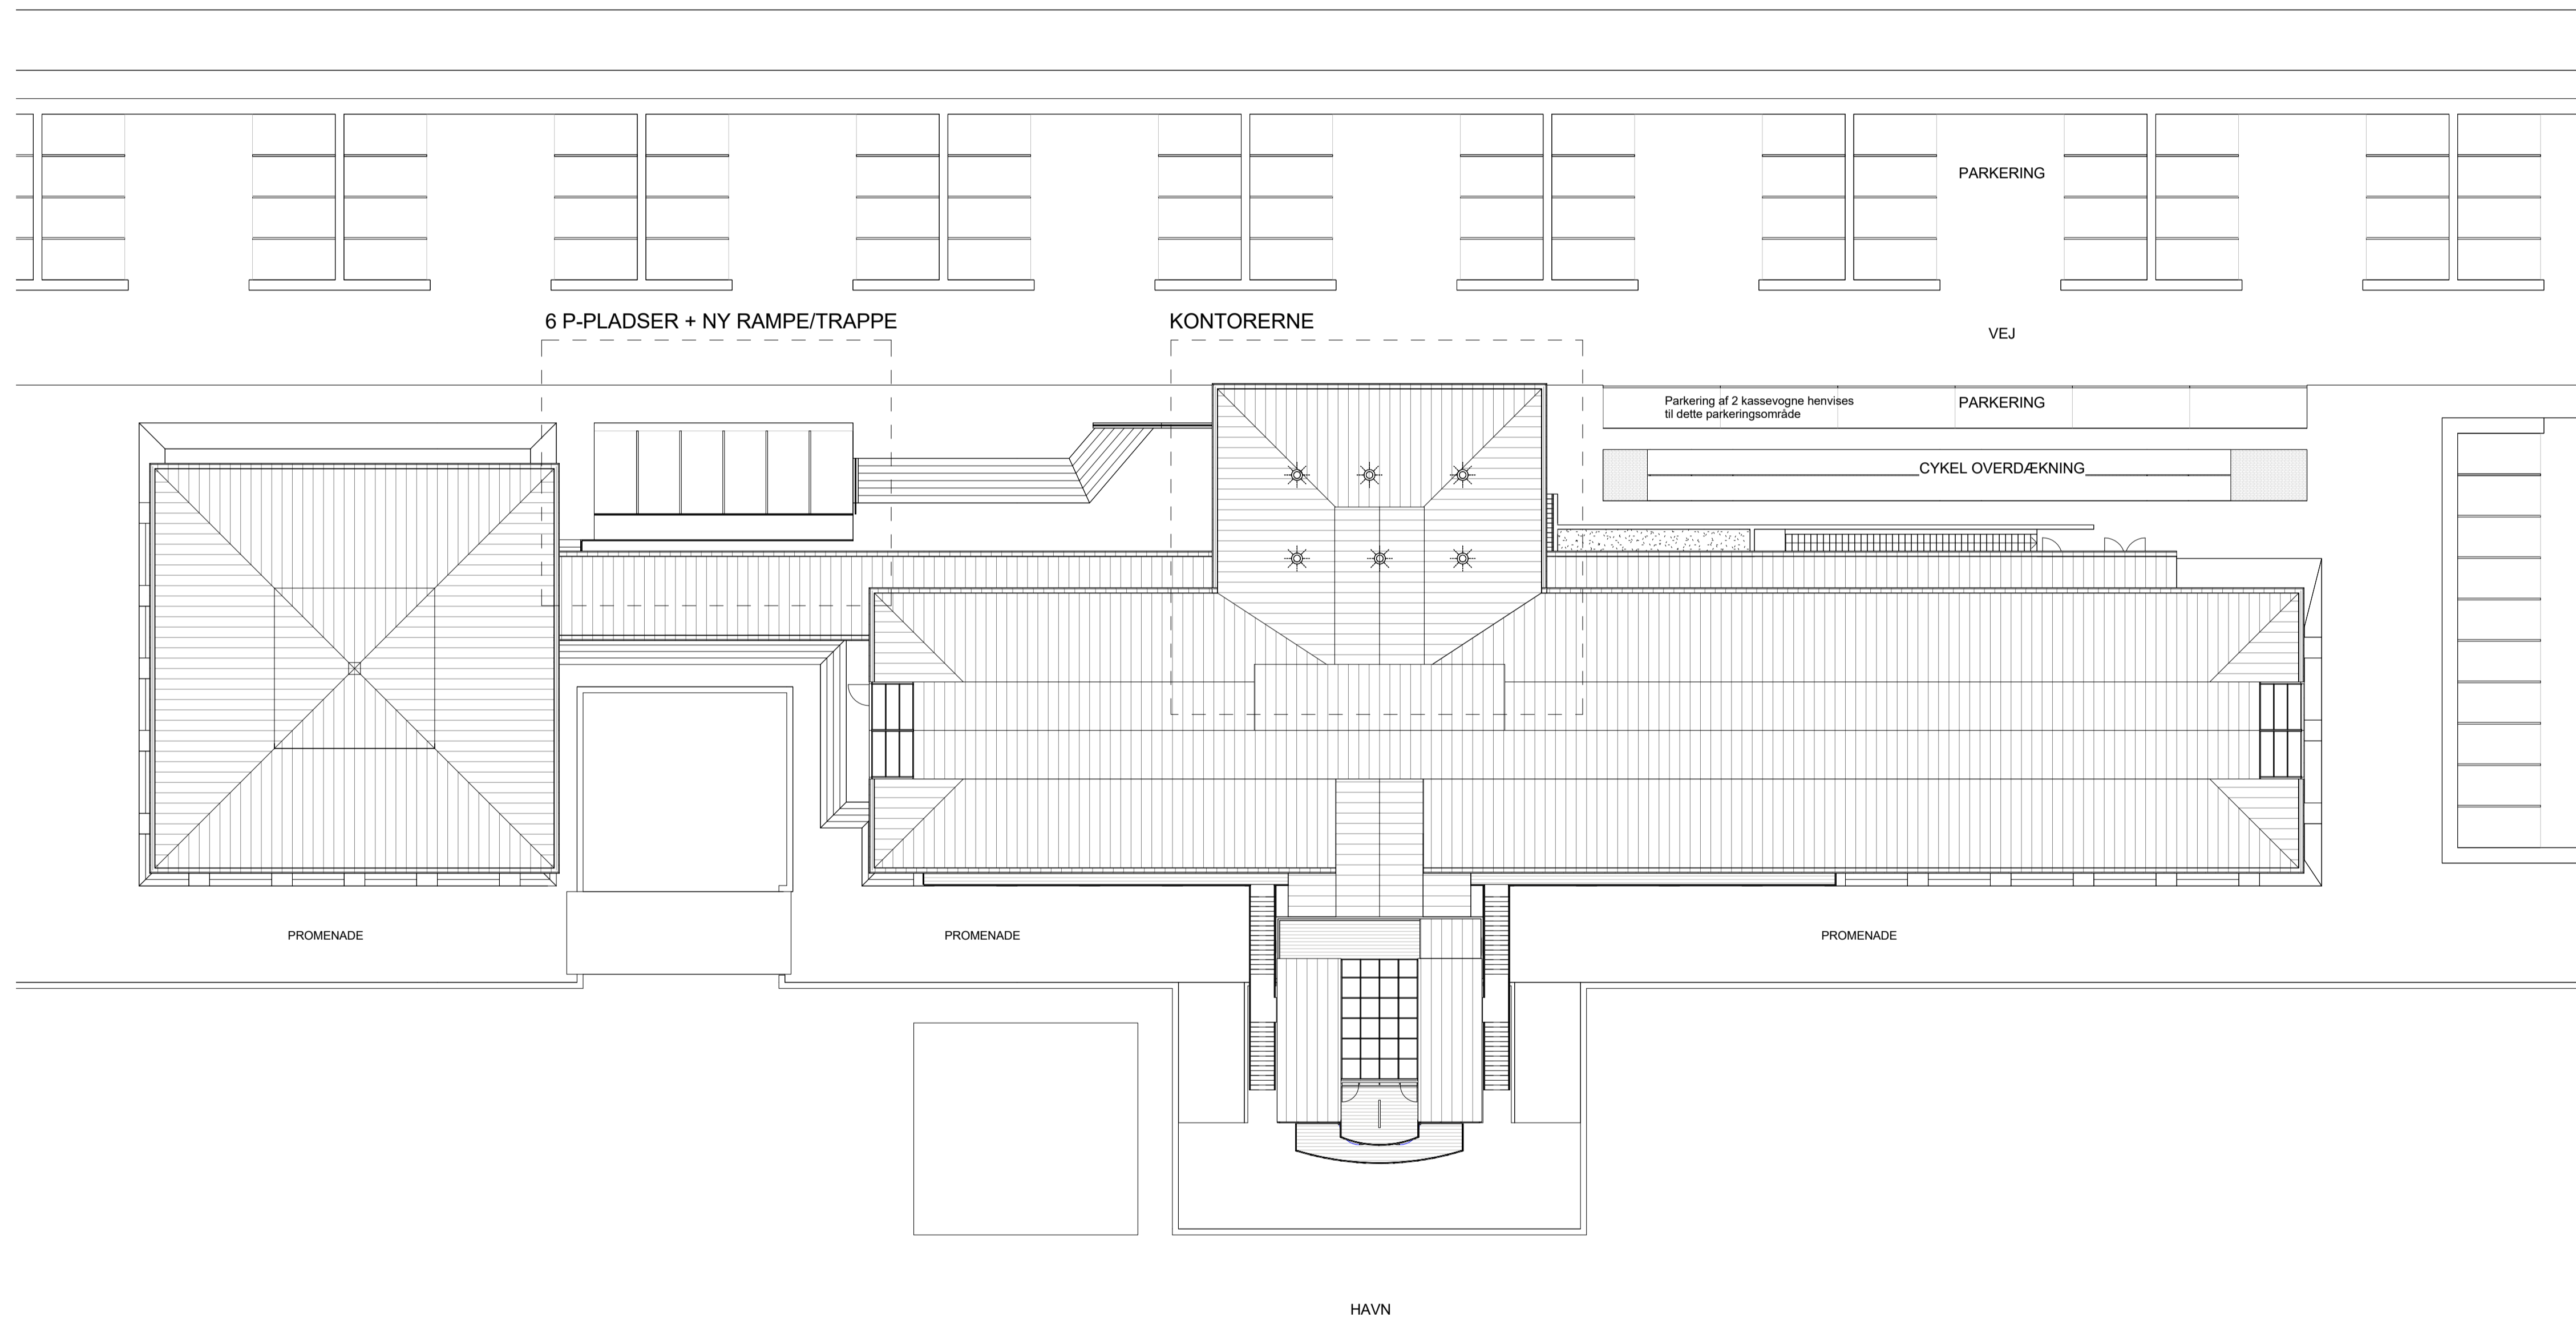 PARKERING
6 P-PLADSER + NY RAMPE/TRAPPE
KONTORERNE
VEJ
Parkering af 2 kassevogne henvises
til dette parkeringsområde
PARKERING
CYKEL OVERDÆKNING
PROMENADE
PROMENADE
PROMENADE
HAVN